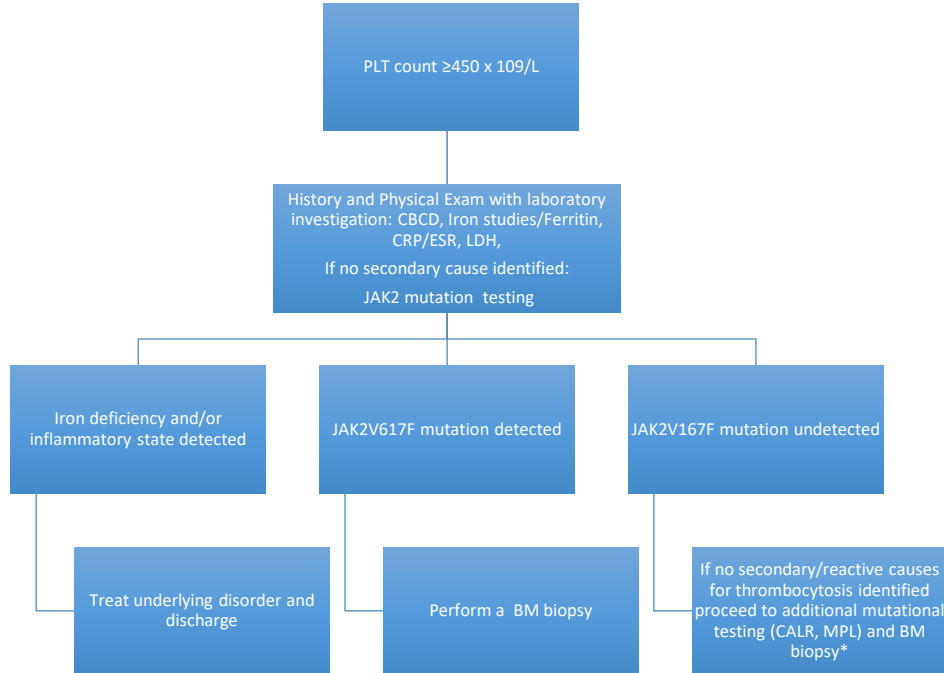 PLT count ≥450 x 109/L
History and Physical Exam with laboratory
investigation: CBCD, Iron studies/Ferritin,
CRP/ESR, LDH,
If no secondary cause identified:
JAK2 mutation testing
Iron deficiency and/or
inflammatory state detected
JAK2V617F mutation detected
JAK2V167F mutation undetected
Treat underlying disorder and
discharge
Perform a BM biopsy
If no secondary/reactive causes
for thrombocytosis identified
proceed to additional mutational
testing (CALR, MPL) and BM
biopsy*